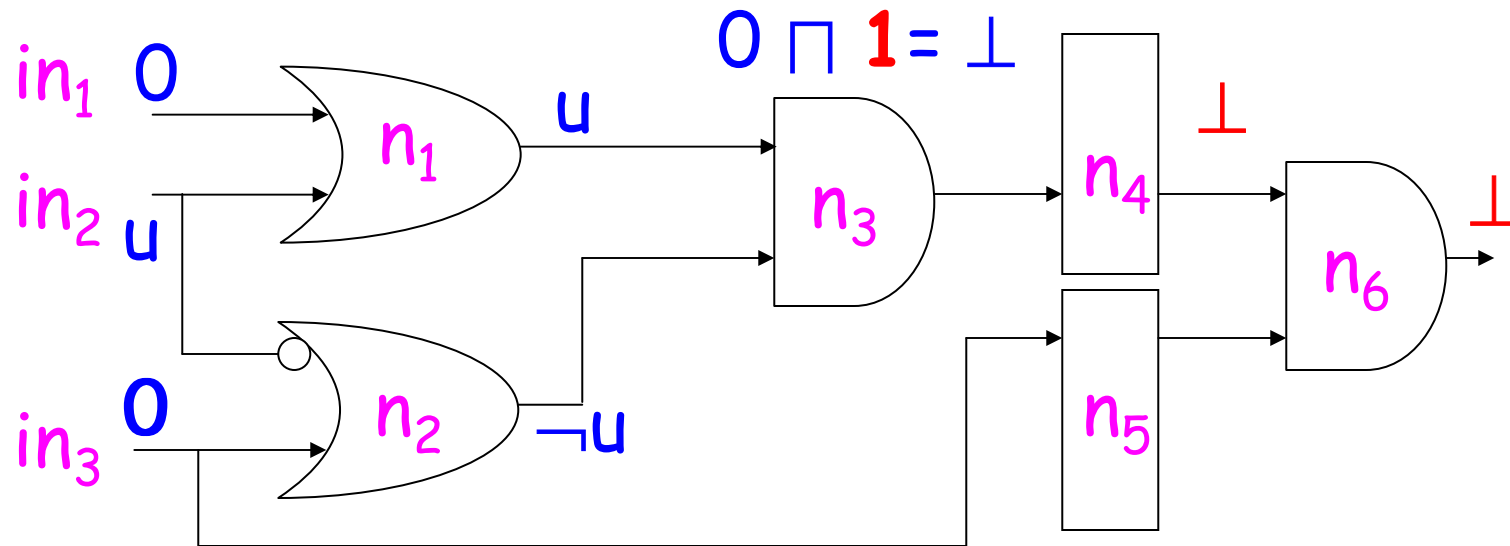 0 ⊓ 1 = ⊥
in₁ 0
u
n₁
⊥
n₄
in₂
u
n₃
⊥
n₆
0
in₃
n₂
¬u
n₅